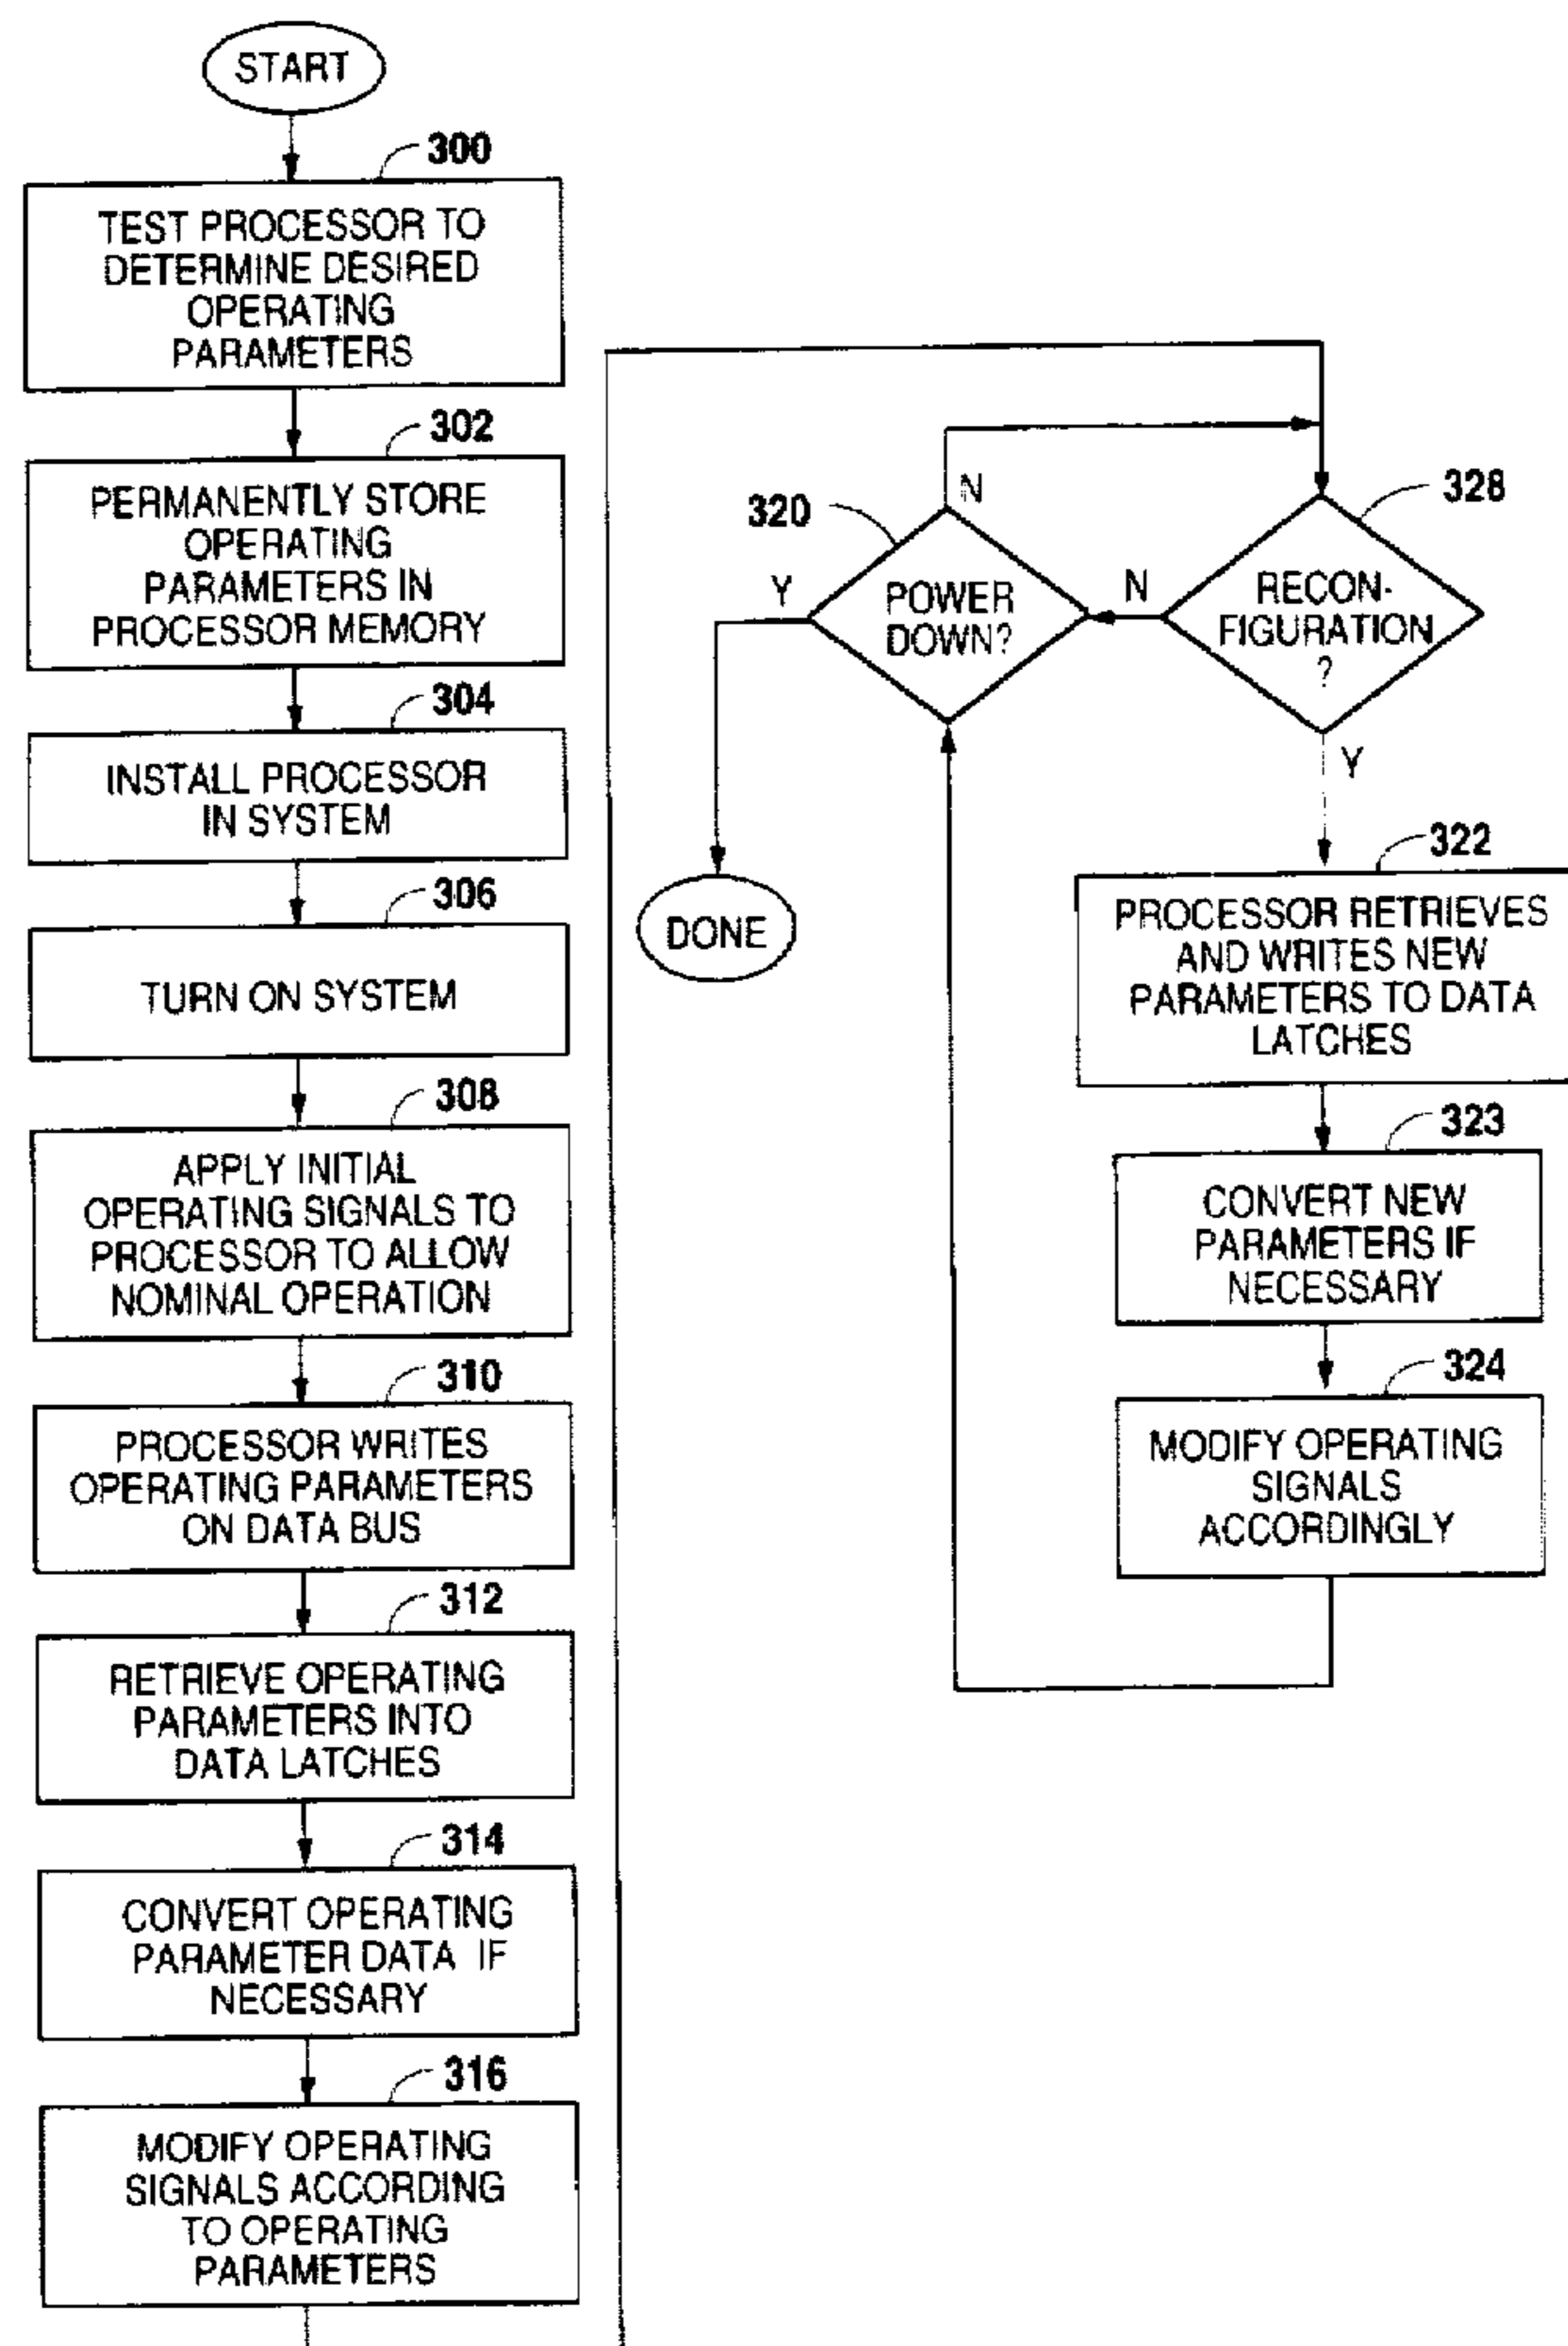 START
300
TEST PROCESSOR TO
DETERMINE DESIRED
OPERATING
PARAMETERS
302
PERMANENTLY STORE
OPERATING
PARAMETERS IN
PROCESSOR MEMORY
304
INSTALL PROCESSOR
IN SYSTEM
306
TURN ON SYSTEM
308
APPLY INITIAL
OPERATING SIGNALS TO
PROCESSOR TO ALLOW
NOMINAL OPERATION
310
PROCESSOR WRITES
OPERATING PARAMETERS
ON DATA BUS
312
RETRIEVE OPERATING
PARAMETERS INTO
DATA LATCHES
314
CONVERT OPERATING
PARAMETER DATA IF
NECESSARY
316
MODIFY OPERATING
SIGNALS ACCORDING
TO OPERATING
PARAMETERS
328
RECON-
FIGURATION
?
N
Y
320
POWER
DOWN?
N
Y
DONE
322
PROCESSOR RETRIEVES
AND WRITES NEW
PARAMETERS TO DATA
LATCHES
323
CONVERT NEW
PARAMETERS IF
NECESSARY
324
MODIFY OPERATING
SIGNALS
ACCORDINGLY